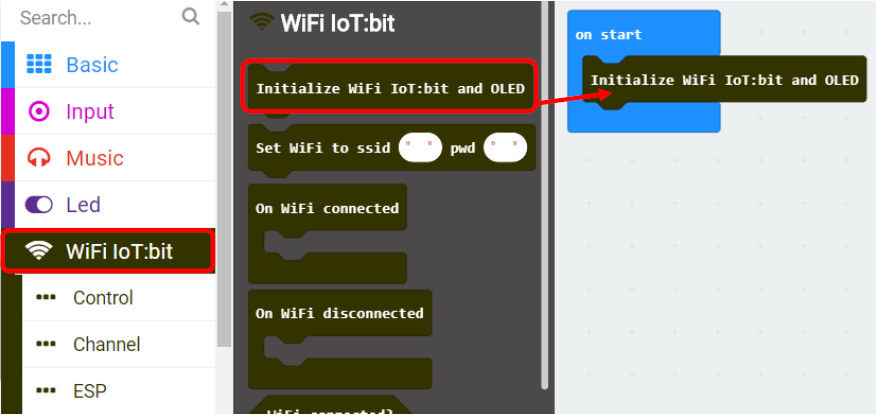 Search...
Basic
Input
Music
Led
WiFi IoT:bit
Control
Channel
ESP
WiFi IoT:bit
Initialize WiFi IoT:bit and OLED
Set WiFi to ssid " " pwd " "
On WiFi connected
On WiFi disconnected
WiFi connected?
on start
Initialize WiFi IoT:bit and OLED